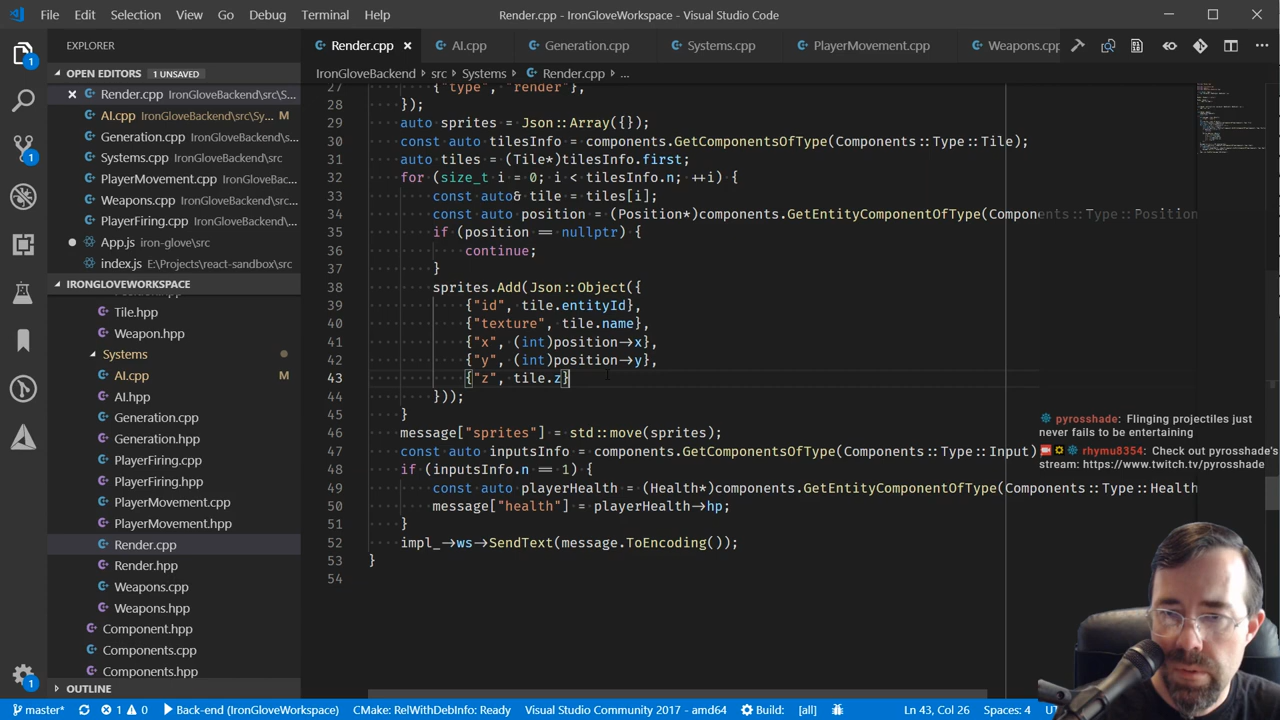 File Edit Selection View Go Debug Terminal Help Render.cpp - IronGloveWorkspace - Visual Studio Code
EXPLORER
OPEN EDITORS 1 UNSAVED
Render.cpp IronGloveBackend\src\S...
AI.cpp IronGloveBackend\src\Sy... M
Generation.cpp IronGloveBack...
Systems.cpp IronGloveBackend\src
PlayerMovement.cpp IronGlove...
Weapons.cpp IronGloveBackend...
PlayerFiring.cpp IronGloveBack...
App.js iron-glove\src
index.js E:\Projects\react-sandbox\src
IRONGLOVEWORKSPACE
Tile.hpp
Weapon.hpp
Systems
AI.cpp M
AI.hpp
Generation.cpp
Generation.hpp
PlayerFiring.cpp
PlayerFiring.hpp
PlayerMovement.cpp
PlayerMovement.hpp
Render.cpp
Render.hpp
Weapons.cpp
Weapons.hpp
Component.hpp
Components.cpp
Components.hpp
OUTLINE
Render.cpp AI.cpp Generation.cpp Systems.cpp PlayerMovement.cpp Weapons.cpp
IronGloveBackend › src › Systems › Render.cpp › ...
27 {"type", "render"},
28 });
29 auto sprites = Json::Array({});
30 const auto tilesInfo = components.GetComponentsOfType(Components::Type::Tile);
31 auto tiles = (Tile*)tilesInfo.first;
32 for (size_t i = 0; i < tilesInfo.n; ++i) {
33 const auto& tile = tiles[i];
34 const auto position = (Position*)components.GetEntityComponentOfType(Components::Type::Position
35 if (position == nullptr) {
36 continue;
37 }
38 sprites.Add(Json::Object({
39 {"id", tile.entityId},
40 {"texture", tile.name},
41 {"x", (int)position->x},
42 {"y", (int)position->y},
43 {"z", tile.z}
44 }));
45 }
46 message["sprites"] = std::move(sprites);
47 const auto inputsInfo = components.GetComponentsOfType(Components::Type::Input)
48 if (inputsInfo.n == 1) {
49 const auto playerHealth = (Health*)components.GetEntityComponentOfType(Components::Type::Health
50 message["health"] = playerHealth->hp;
51 }
52 impl_->ws->SendText(message.ToEncoding());
53 }
54
pyrosshade: Flinging projectiles just
never fails to be entertaining
rhymu8354: Check out pyrosshade's
stream: https://www.twitch.tv/pyrosshade
master* 1 0 Back-end (IronGloveWorkspace) CMake: RelWithDebInfo: Ready Visual Studio Community 2017 - amd64 Build: [all] Ln 43, Col 26 Spaces: 4